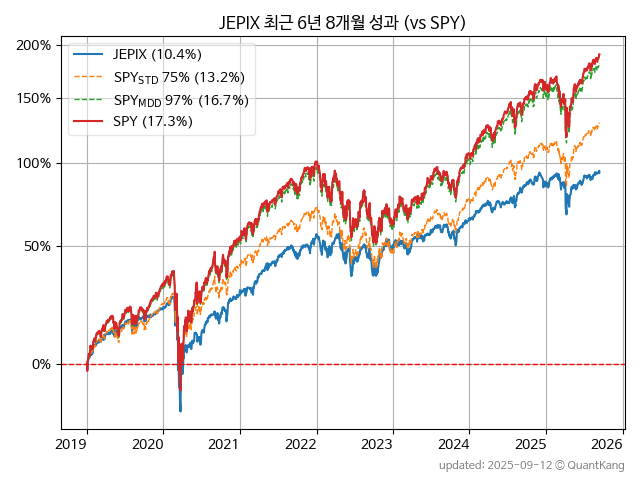 JEPIX 최근 6년 8개월 성과 (vs SPY)
JEPIX (10.4%)
SPY_STD 75% (13.2%)
SPY_MDD 97% (16.7%)
SPY (17.3%)
200%
150%
100%
50%
0%
2019 2020 2021 2022 2023 2024 2025 2026
updated: 2025-09-12 © QuantKang